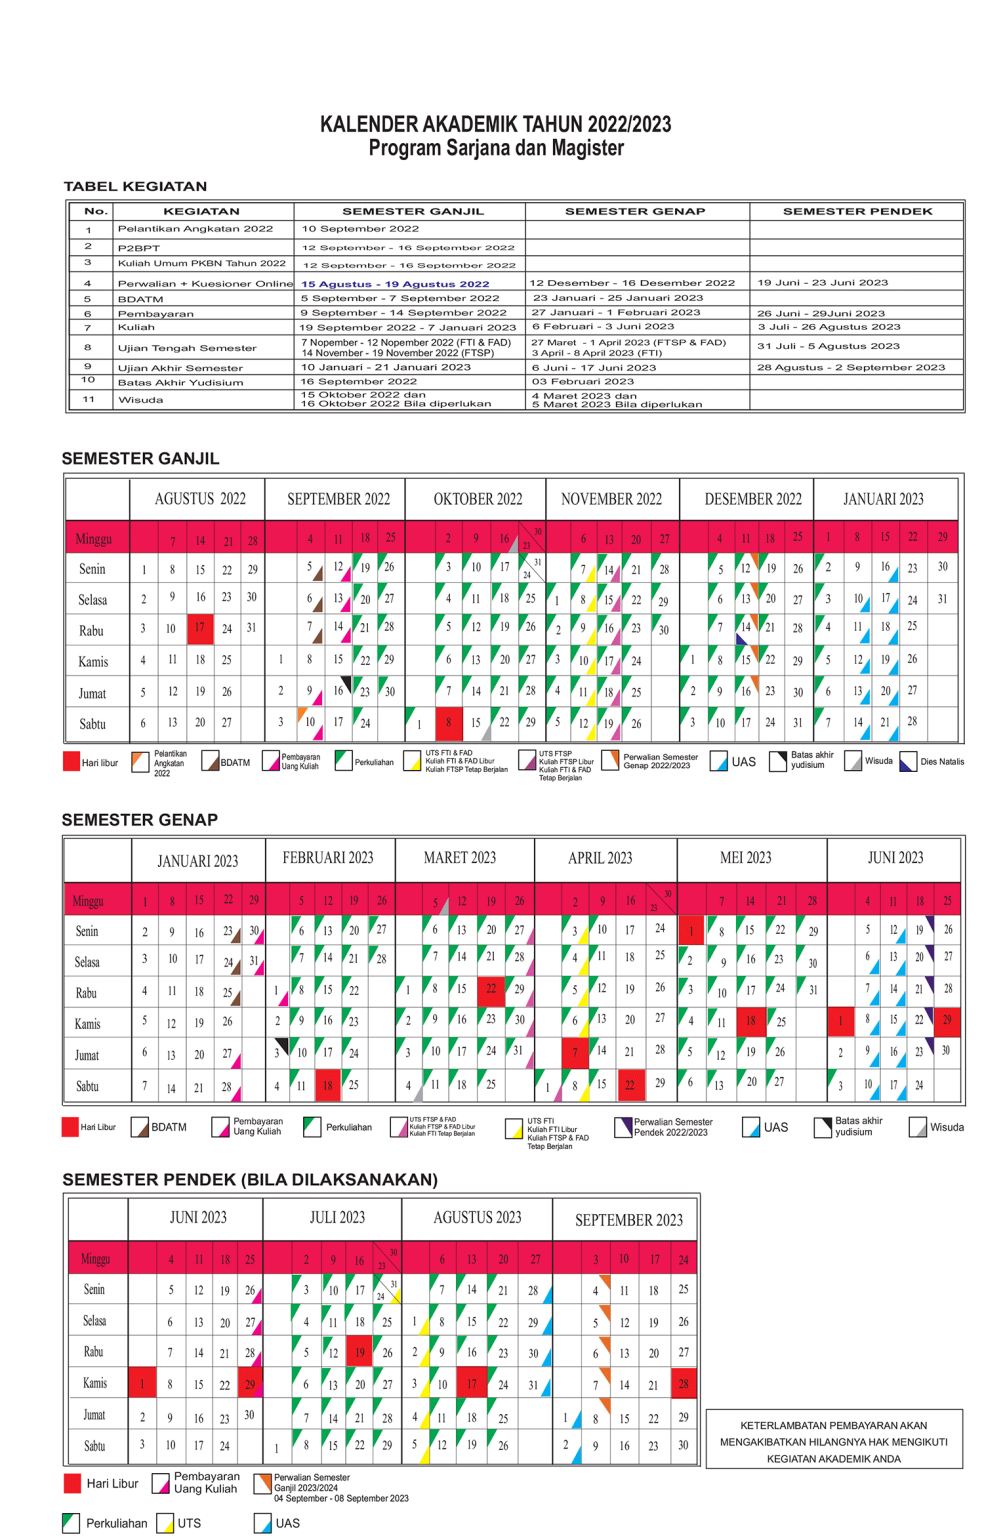 KALENDER AKADEMIK TAHUN 2022/2023
Program Sarjana dan Magister
TABEL KEGIATAN
No. KEGIATAN SEMESTER GANJIL SEMESTER GENAP SEMESTER PENDEK
1 Pelantikan Angkatan 2022 10 September 2022
2 P2BPT 12 September - 16 September 2022
3 Kuliah Umum PKBN Tahun 2022 12 September - 16 September 2022
4 Perwalian + Kuesioner Online 15 Agustus - 19 Agustus 2022 12 Desember - 16 Desember 2022 19 Juni - 23 Juni 2023
5 BDATM 5 September - 7 September 2022 23 Januari - 25 Januari 2023
6 Pembayaran 9 September - 14 September 2022 27 Januari - 1 Februari 2023 26 Juni - 29Juni 2023
7 Kuliah 19 September 2022 - 7 Januari 2023 6 Februari - 3 Juni 2023 3 Juli - 26 Agustus 2023
8 Ujian Tengah Semester 7 Nopember - 12 Nopember 2022 (FTI & FAD) 27 Maret - 1 April 2023 (FTSP & FAD) 31 Juli - 5 Agustus 2023
14 November - 19 November 2022 (FTSP) 3 April - 8 April 2023 (FTI)
9 Ujian Akhir Semester 10 Januari - 21 Januari 2023 6 Juni - 17 Juni 2023 28 Agustus - 2 September 2023
10 Batas Akhir Yudisium 16 September 2022 03 Februari 2023
11 Wisuda 15 Oktober 2022 dan 4 Maret 2023 dan
16 Oktober 2022 Bila diperlukan 5 Maret 2023 Bila diperlukan
SEMESTER GANJIL
AGUSTUS 2022 SEPTEMBER 2022 OKTOBER 2022 NOVEMBER 2022 DESEMBER 2022 JANUARI 2023
Minggu 7 14 21 28 4 11 18 25 2 9 16 23 30 6 13 20 27 4 11 18 25 1 8 15 22 29
Senin 1 8 15 22 29 5 12 19 26 3 10 17 24 31 7 14 21 28 5 12 19 26 2 9 16 23 30
Selasa 2 9 16 23 30 6 13 20 27 4 11 18 25 1 8 15 22 29 6 13 20 27 3 10 17 24 31
Rabu 3 10 17 24 31 7 14 21 28 5 12 19 26 2 9 16 23 30 7 14 21 28 4 11 18 25
Kamis 4 11 18 25 1 8 15 22 29 6 13 20 27 3 10 17 24 1 8 15 22 29 5 12 19 26
Jumat 5 12 19 26 2 9 16 23 30 7 14 21 28 4 11 18 25 2 9 16 23 30 6 13 20 27
Sabtu 6 13 20 27 3 10 17 24 1 8 15 22 29 5 12 19 26 3 10 17 24 31 7 14 21 28
Hari libur
Pelantikan
Angkatan
2022
BDATM
Pembayaran
Uang Kuliah
Perkuliahan
UTS FTI & FAD
Kuliah FTI & FAD Libur
Kuliah FTSP Tetap Berjalan
UTS FTSP
Kuliah FTSP Libur
Kuliah FTI & FAD
Tetap Berjalan
Perwalian Semester
Genap 2022/2023
UAS
Batas akhir
yudisium
Wisuda
Dies Natalis
SEMESTER GENAP
JANUARI 2023 FEBRUARI 2023 MARET 2023 APRIL 2023 MEI 2023 JUNI 2023
Minggu 1 8 15 22 29 5 12 19 26 5 12 19 26 2 9 16 23 30 7 14 21 28 4 11 18 25
Senin 2 9 16 23 30 6 13 20 27 6 13 20 27 3 10 17 24 1 8 15 22 29 5 12 19 26
Selasa 3 10 17 24 31 7 14 21 28 7 14 21 28 4 11 18 25 2 9 16 23 30 6 13 20 27
Rabu 4 11 18 25 1 8 15 22 1 8 15 22 29 5 12 19 26 3 10 17 24 31 7 14 21 28
Kamis 5 12 19 26 2 9 16 23 2 9 16 23 30 6 13 20 27 4 11 18 25 1 8 15 22 29
Jumat 6 13 20 27 3 10 17 24 3 10 17 24 31 7 14 21 28 5 12 19 26 2 9 16 23 30
Sabtu 7 14 21 28 4 11 18 25 4 11 18 25 1 8 15 22 29 6 13 20 27 3 10 17 24
Hari Libur
BDATM
Pembayaran
Uang Kuliah
Perkuliahan
UTS FTSP & FAD
Kuliah FTSP & FAD Libur
Kuliah FTI Tetap Berjalan
UTS FTI
Kuliah FTI Libur
Kuliah FTSP & FAD
Tetap Berjalan
Perwalian Semester
Pendek 2022/2023
UAS
Batas akhir
yudisium
Wisuda
SEMESTER PENDEK (BILA DILAKSANAKAN)
JUNI 2023 JULI 2023 AGUSTUS 2023 SEPTEMBER 2023
Minggu 4 11 18 25 2 9 16 23 30 6 13 20 27 3 10 17 24
Senin 5 12 19 26 3 10 17 24 31 7 14 21 28 4 11 18 25
Selasa 6 13 20 27 4 11 18 25 1 8 15 22 29 5 12 19 26
Rabu 7 14 21 28 5 12 19 26 2 9 16 23 30 6 13 20 27
Kamis 1 8 15 22 29 6 13 20 27 3 10 17 24 31 7 14 21 28
Jumat 2 9 16 23 30 7 14 21 28 4 11 18 25 1 8 15 22 29
Sabtu 3 10 17 24 1 8 15 22 29 5 12 19 26 2 9 16 23 30
KETERLAMBATAN PEMBAYARAN AKAN
MENGAKIBATKAN HILANGNYA HAK MENGIKUTI
KEGIATAN AKADEMIK ANDA
Hari Libur
Pembayaran
Uang Kuliah
Perwalian Semester
Ganjil 2023/2024
04 September - 08 September 2023
Perkuliahan
UTS
UAS